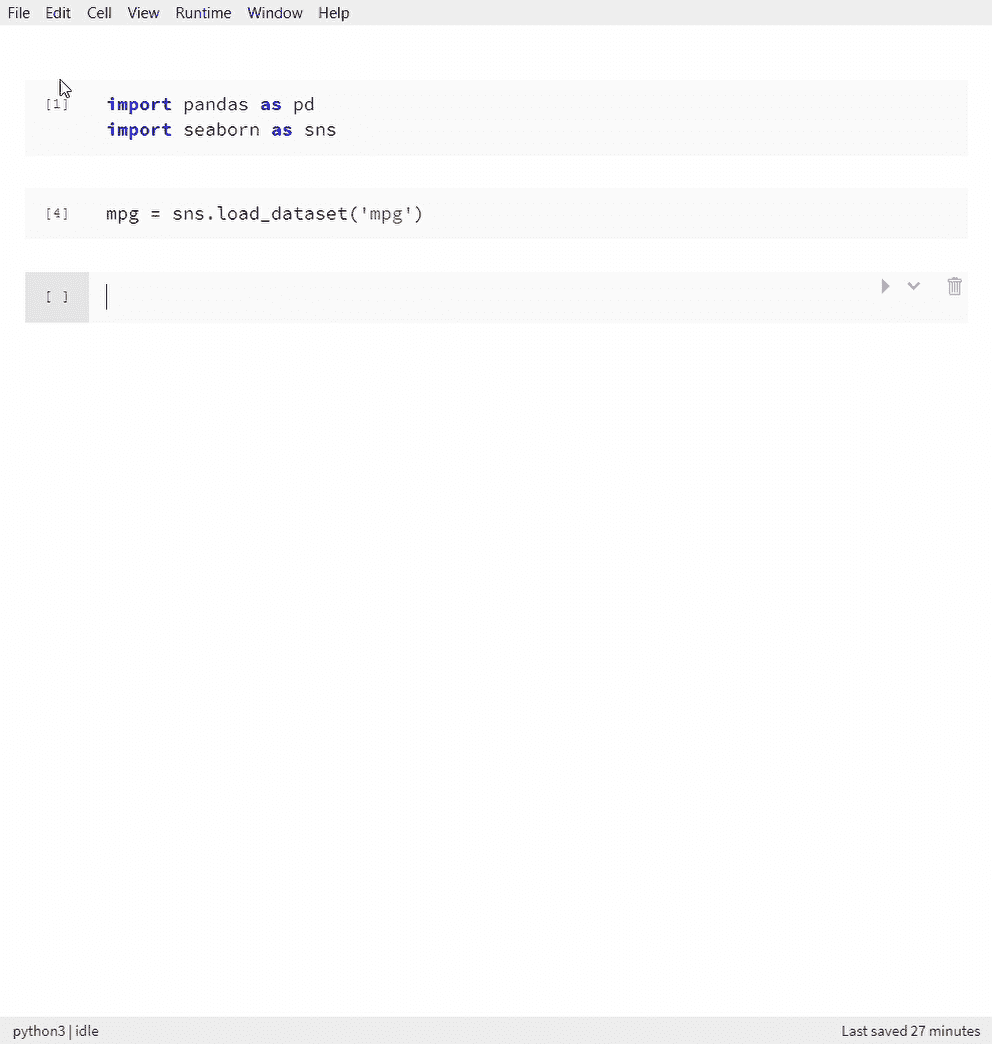 File Edit Cell View Runtime Window Help
[1] import pandas as pd
import seaborn as sns
[4] mpg = sns.load_dataset('mpg')
[ ]
python3 | idle Last saved 27 minutes